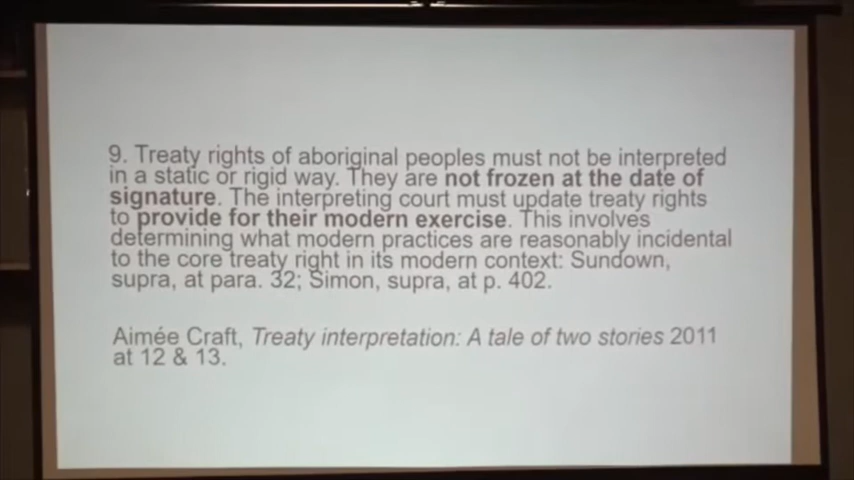 9. Treaty rights of aboriginal peoples must not be interpreted
in a static or rigid way. They are not frozen at the date of
signature. The interpreting court must update treaty rights
to provide for their modern exercise. This involves
determining what modern practices are reasonably incidental
to the core treaty right in its modern context: Sundown,
supra, at para. 32; Simon, supra, at p. 402.
Aimée Craft, Treaty interpretation: A tale of two stories 2011
at 12 & 13.